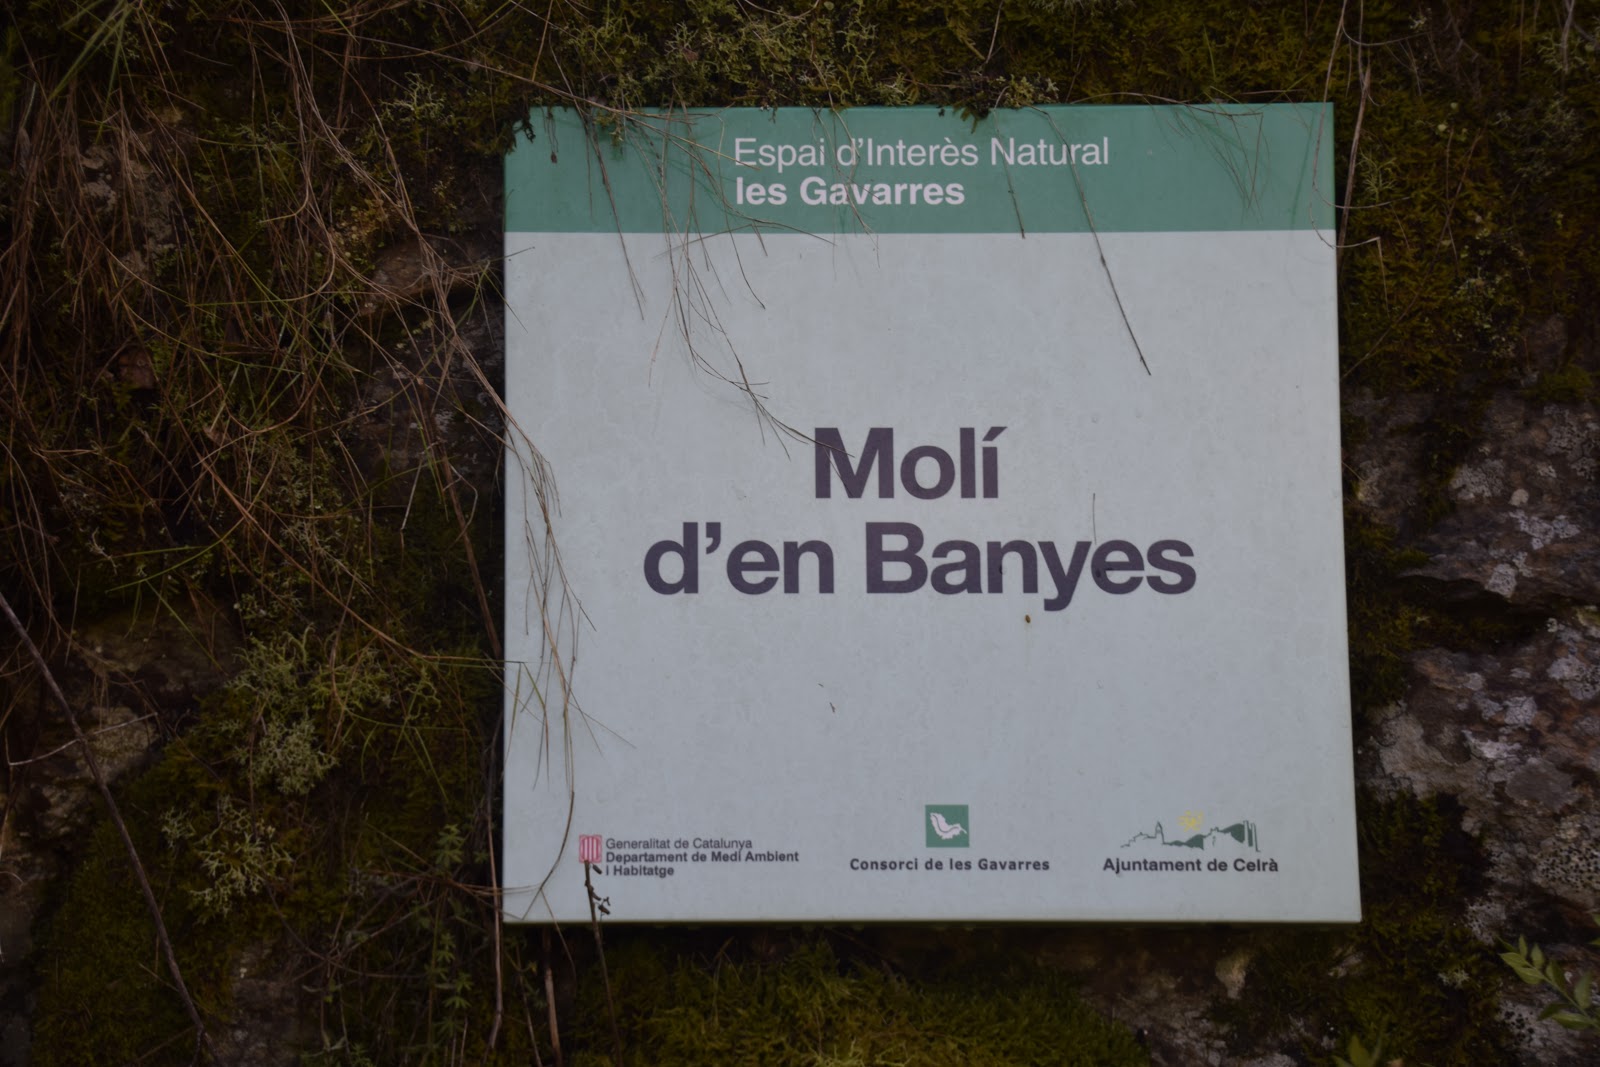 Espai d'Interès Natural
les Gavarres
Molí
d'en Banyes
Generalitat de Catalunya
Departament de Medi Ambient
i Habitatge
Consorci de les Gavarres
Ajuntament de Celrà